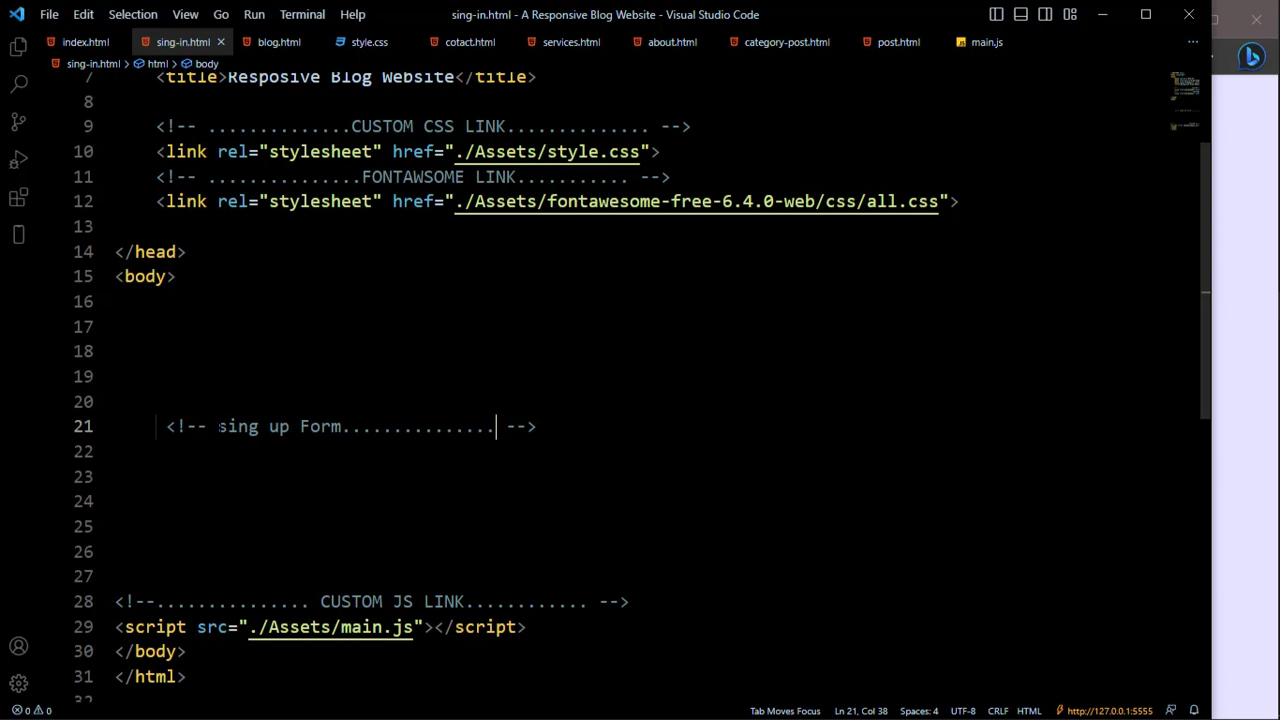 File Edit Selection View Go Run Terminal Help sing-in.html - A Responsive Blog Website - Visual Studio Code
index.html sing-in.html blog.html style.css cotact.html services.html about.html category-post.html post.html main.js
sing-in.html > html > body
7 <title>Resposive Blog Website</title>
8
9 <!-- ..............CUSTOM CSS LINK.............. -->
10 <link rel="stylesheet" href="./Assets/style.css">
11 <!-- ...............FONTAWSOME LINK........... -->
12 <link rel="stylesheet" href="./Assets/fontawesome-free-6.4.0-web/css/all.css">
13
14 </head>
15 <body>
16
17
18
19
20
21 <!-- sing up Form............... -->
22
23
24
25
26
27
28 <!--............... CUSTOM JS LINK............ -->
29 <script src="./Assets/main.js"></script>
30 </body>
31 </html>
32
0 0 Tab Moves Focus Ln 21, Col 38 Spaces: 4 UTF-8 CRLF HTML http://127.0.0.1:5555